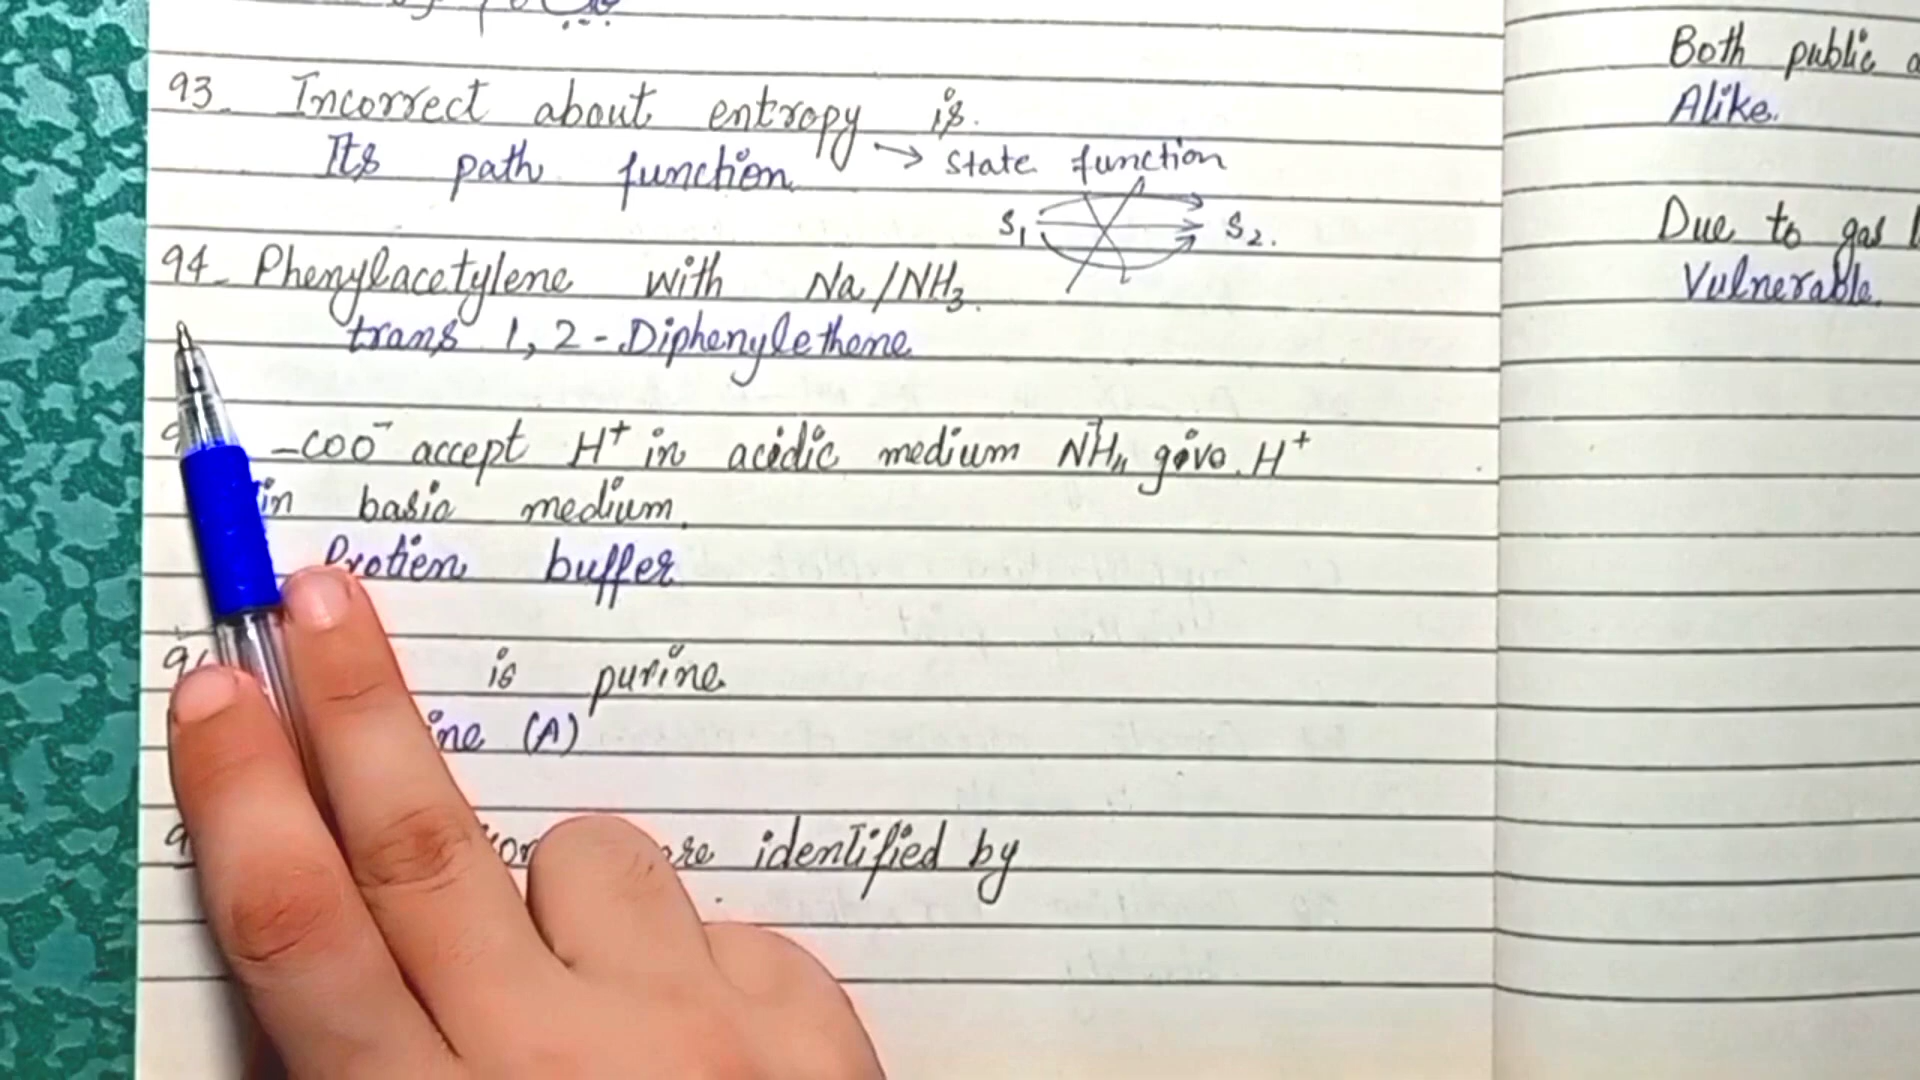 93- Incorrect about entropy is.
Its path function → state function
S₁ S₂.
94- Phenylacetylene with Na/NH₃.
trans 1,2-Diphenylethene
-COO⁻ accept H⁺ in acidic medium give H⁺
in basic medium.
Protien buffer
is purine
(A)
identified by
Both public
Alike.
Due to gas
Vulnerable.